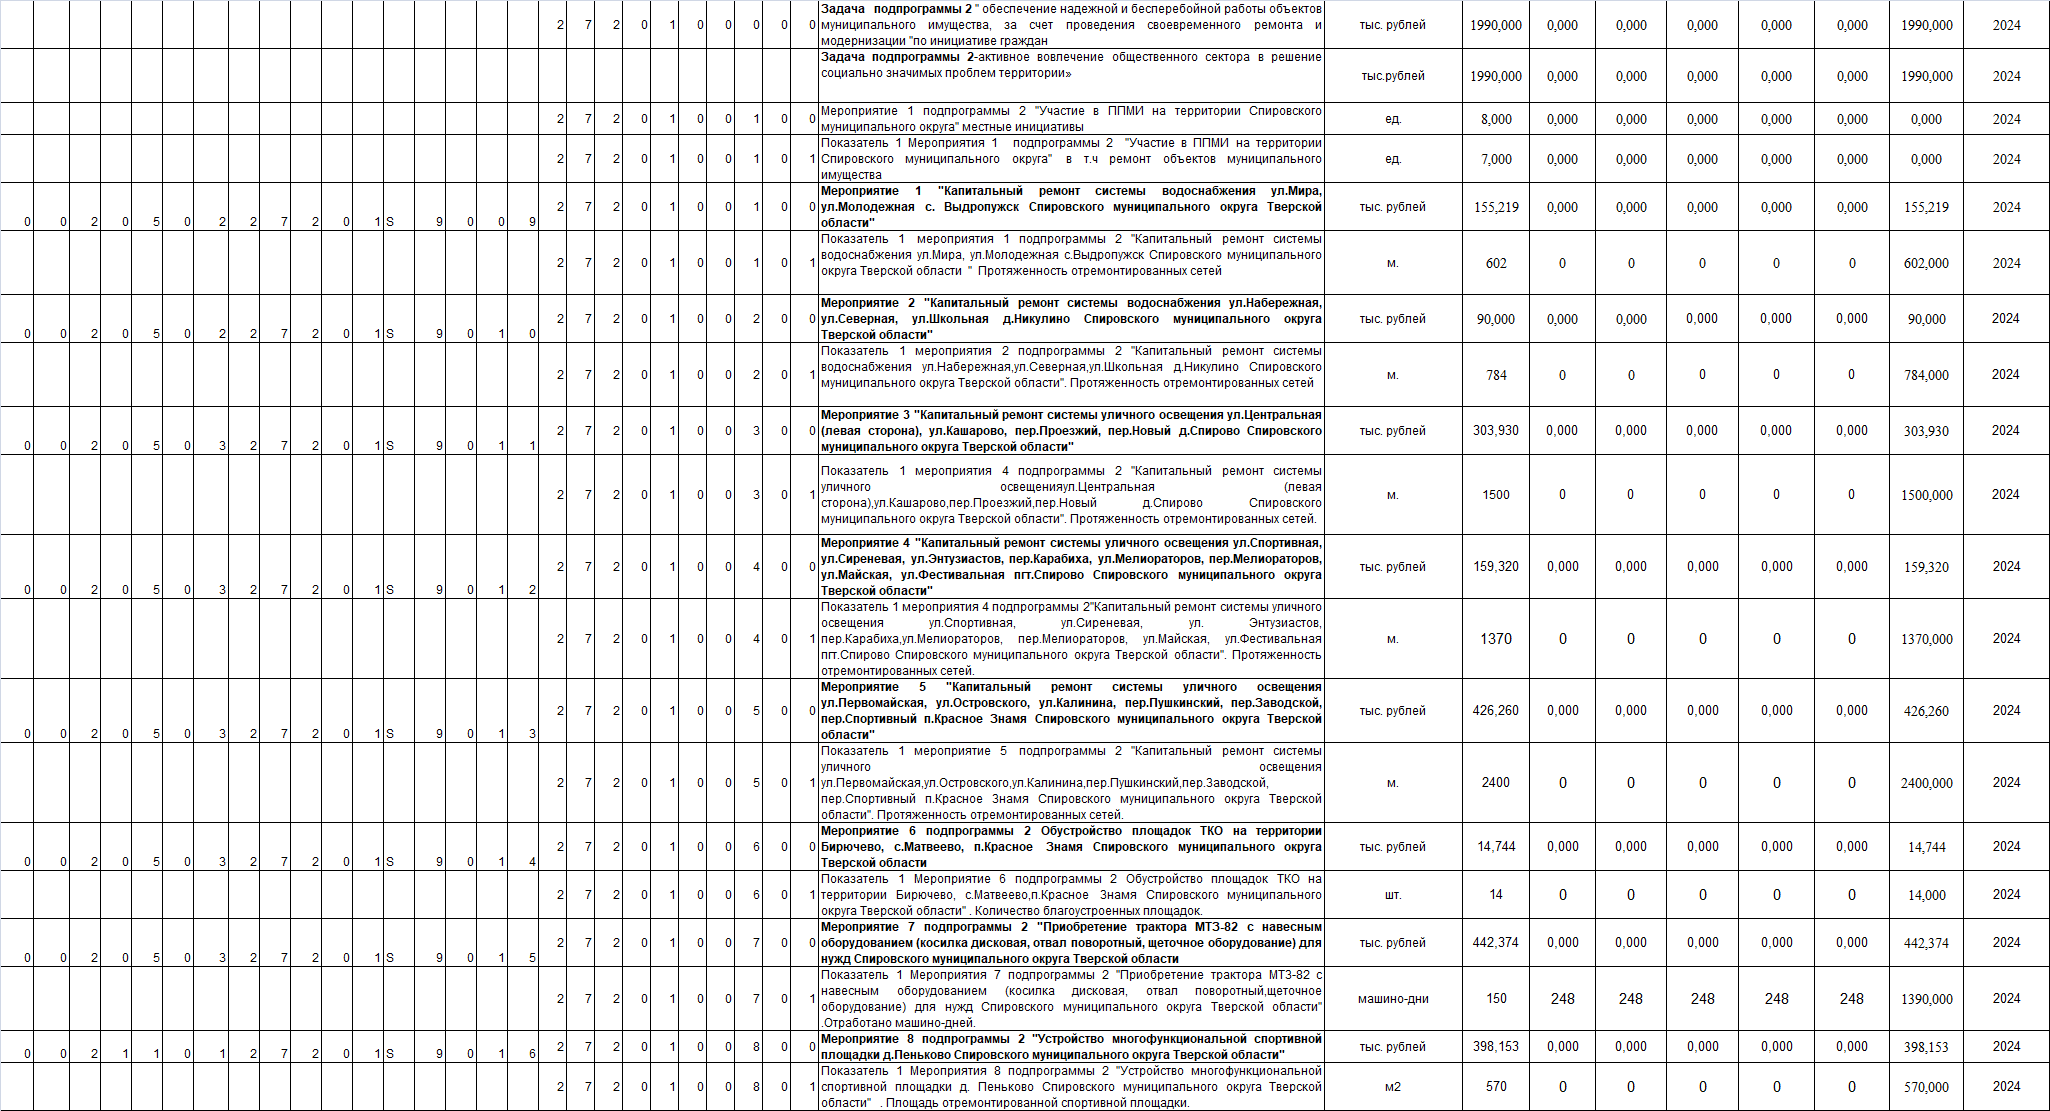 2 7 2 0 1 0 0 0 0 0 Задача подпрограммы 2 " обеспечение надежной и бесперебойной работы объектов
муниципального имущества, за счет проведения своевременного ремонта и тыс. рублей 1990,000 0,000 0,000 0,000 0,000 0,000 1990,000 2024
модернизации "по инициативе граждан
Задача подпрограммы 2-активное вовлечение общественного сектора в решение
социально значимых проблем территории» тыс.рублей 1990,000 0,000 0,000 0,000 0,000 0,000 1990,000 2024
2 7 2 0 1 0 0 1 0 0 Мероприятие 1 подпрограммы 2 "Участие в ППМИ на территории Спировского
муниципального округа" местные инициативы ед. 8,000 0,000 0,000 0,000 0,000 0,000 0,000 2024
Показатель 1 Мероприятия 1 подпрограммы 2 "Участие в ППМИ на территории
2 7 2 0 1 0 0 1 0 1 Спировского муниципального округа" в т.ч ремонт объектов муниципального ед. 7,000 0,000 0,000 0,000 0,000 0,000 0,000 2024
имущества
Мероприятие 1 "Капитальный ремонт системы водоснабжения ул.Мира,
2 7 2 0 1 0 0 1 0 0 ул.Молодежная с. Выдропужск Спировского муниципального округа Тверской тыс. рублей 155,219 0,000 0,000 0,000 0,000 0,000 155,219 2024
0 0 2 0 5 0 2 2 7 2 0 1 S 9 0 0 9 области"
Показатель 1 мероприятия 1 подпрограммы 2 "Капитальный ремонт системы
водоснабжения ул.Мира, ул.Молодежная с.Выдропужск Спировского муниципального
2 7 2 0 1 0 0 1 0 1 округа Тверской области " Протяженность отремонтированных сетей м. 602 0 0 0 0 0 602,000 2024
Мероприятие 2 "Капитальный ремонт системы водоснабжения ул.Набережная,
2 7 2 0 1 0 0 2 0 0 ул.Северная, ул.Школьная д.Никулино Спировского муниципального округа тыс. рублей 90,000 0,000 0,000 0,000 0,000 0,000 90,000 2024
0 0 2 0 5 0 2 2 7 2 0 1 S 9 0 1 0 Тверской области"
Показатель 1 мероприятия 2 подпрограммы 2 "Капитальный ремонт системы
водоснабжения ул.Набережная,ул.Северная,ул.Школьная д.Никулино Спировского
2 7 2 0 1 0 0 2 0 1 муниципального округа Тверской области". Протяженность отремонтированных сетей м. 784 0 0 0 0 0 784,000 2024
Мероприятие 3 "Капитальный ремонт системы уличного освещения ул.Центральная
2 7 2 0 1 0 0 3 0 0 (левая сторона), ул.Кашарово, пер.Проезжий, пер.Новый д.Спирово Спировского тыс. рублей 303,930 0,000 0,000 0,000 0,000 0,000 303,930 2024
0 0 2 0 5 0 3 2 7 2 0 1 S 9 0 1 1 муниципального округа Тверской области"
Показатель 1 мероприятия 4 подпрограммы 2 "Капитальный ремонт системы
уличного освещенияул.Центральная (левая
2 7 2 0 1 0 0 3 0 1 сторона),ул.Кашарово,пер.Проезжий,пер.Новый д.Спирово Спировского м. 1500 0 0 0 0 0 1500,000 2024
муниципального округа Тверской области". Протяженность отремонтированных сетей.
Мероприятие 4 "Капитальный ремонт системы уличного освещения ул.Спортивная,
2 7 2 0 1 0 0 4 0 0 ул.Сиреневая, ул.Энтузиастов, пер.Карабиха, ул.Мелиораторов, пер.Мелиораторов, тыс. рублей 159,320 0,000 0,000 0,000 0,000 0,000 159,320 2024
ул.Майская, ул.Фестивальная пгт.Спирово Спировского муниципального округа
0 0 2 0 5 0 3 2 7 2 0 1 S 9 0 1 2 Тверской области"
Показатель 1 мероприятия 4 подпрограммы 2"Капитальный ремонт системы уличного
освещения ул.Спортивная, ул.Сиреневая, ул. Энтузиастов,
2 7 2 0 1 0 0 4 0 1 пер.Карабиха,ул.Мелиораторов, пер.Мелиораторов, ул.Майская, ул.Фестивальная м. 1370 0 0 0 0 0 1370,000 2024
пгт.Спирово Спировского муниципального округа Тверской области". Протяженность
отремонтированных сетей.
Мероприятие 5 "Капитальный ремонт системы уличного освещения
2 7 2 0 1 0 0 5 0 0 ул.Первомайская, ул.Островского, ул.Калинина, пер.Пушкинский, пер.Заводской, тыс. рублей 426,260 0,000 0,000 0,000 0,000 0,000 426,260 2024
пер.Спортивный п.Красное Знамя Спировского муниципального округа Тверской
0 0 2 0 5 0 3 2 7 2 0 1 S 9 0 1 3 области"
Показатель 1 мероприятие 5 подпрограммы 2 "Капитальный ремонт системы
уличного освещения
2 7 2 0 1 0 0 5 0 1 ул.Первомайская,ул.Островского,ул.Калинина,пер.Пушкинский,пер.Заводской, м. 2400 0 0 0 0 0 2400,000 2024
пер.Спортивный п.Красное Знамя Спировского муниципального округа Тверской
области". Протяженность отремонтированных сетей.
Мероприятие 6 подпрограммы 2 Обустройство площадок ТКО на территории
2 7 2 0 1 0 0 6 0 0 Бирючево, с.Матвеево, п.Красное Знамя Спировского муниципального округа тыс. рублей 14,744 0,000 0,000 0,000 0,000 0,000 14,744 2024
0 0 2 0 5 0 3 2 7 2 0 1 S 9 0 1 4 Тверской области
Показатель 1 Мероприятие 6 подпрограммы 2 Обустройство площадок ТКО на
2 7 2 0 1 0 0 6 0 1 территории Бирючево, с.Матвеево,п.Красное Знамя Спировского муниципального шт. 14 0 0 0 0 0 14,000 2024
округа Тверской области" . Количество благоустроенных площадок.
Мероприятие 7 подпрограммы 2 "Приобретение трактора МТЗ-82 с навесным
2 7 2 0 1 0 0 7 0 0 оборудованием (косилка дисковая, отвал поворотный, щеточное оборудование) для тыс. рублей 442,374 0,000 0,000 0,000 0,000 0,000 442,374 2024
0 0 2 0 5 0 3 2 7 2 0 1 S 9 0 1 5 нужд Спировского муниципального округа Тверской области
Показатель 1 Мероприятия 7 подпрограммы 2 "Приобретение трактора МТЗ-82 с
навесным оборудованием (косилка дисковая, отвал поворотный,щеточное
2 7 2 0 1 0 0 7 0 1 оборудование) для нужд Спировского муниципального округа Тверской области" машино-дни 150 248 248 248 248 248 1390,000 2024
.Отработано машино-дней.
2 7 2 0 1 0 0 8 0 0 Мероприятие 8 подпрограммы 2 "Устройство многофункциональной спортивной тыс. рублей 398,153 0,000 0,000 0,000 0,000 0,000 398,153 2024
0 0 2 1 1 0 1 2 7 2 0 1 S 9 0 1 6 площадки д.Пеньково Спировского муниципального округа Тверской области"
Показатель 1 Мероприятия 8 подпрограммы 2 "Устройство многофункциональной
2 7 2 0 1 0 0 8 0 1 спортивной площадки д. Пеньково Спировского муниципального округа Тверской м2 570 0 0 0 0 0 570,000 2024
области" . Площадь отремонтированной спортивной площадки.